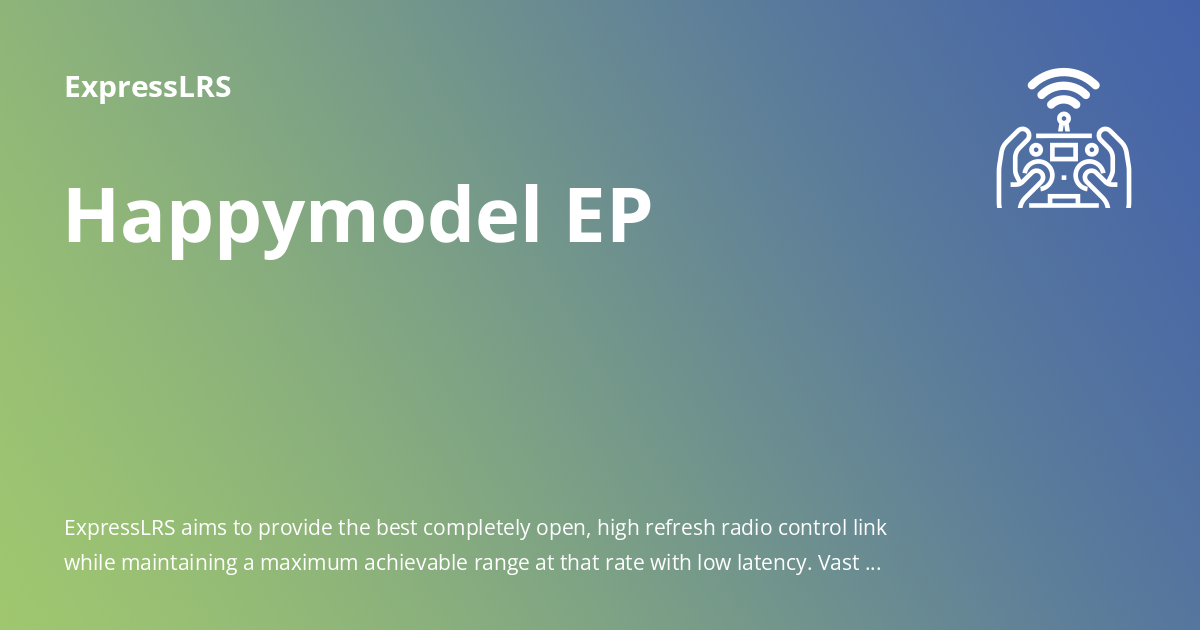 ExpressLRS
Happymodel EP
ExpressLRS aims to provide the best completely open, high refresh radio control link
while maintaining a maximum achievable range at that rate with low latency. Vast ...